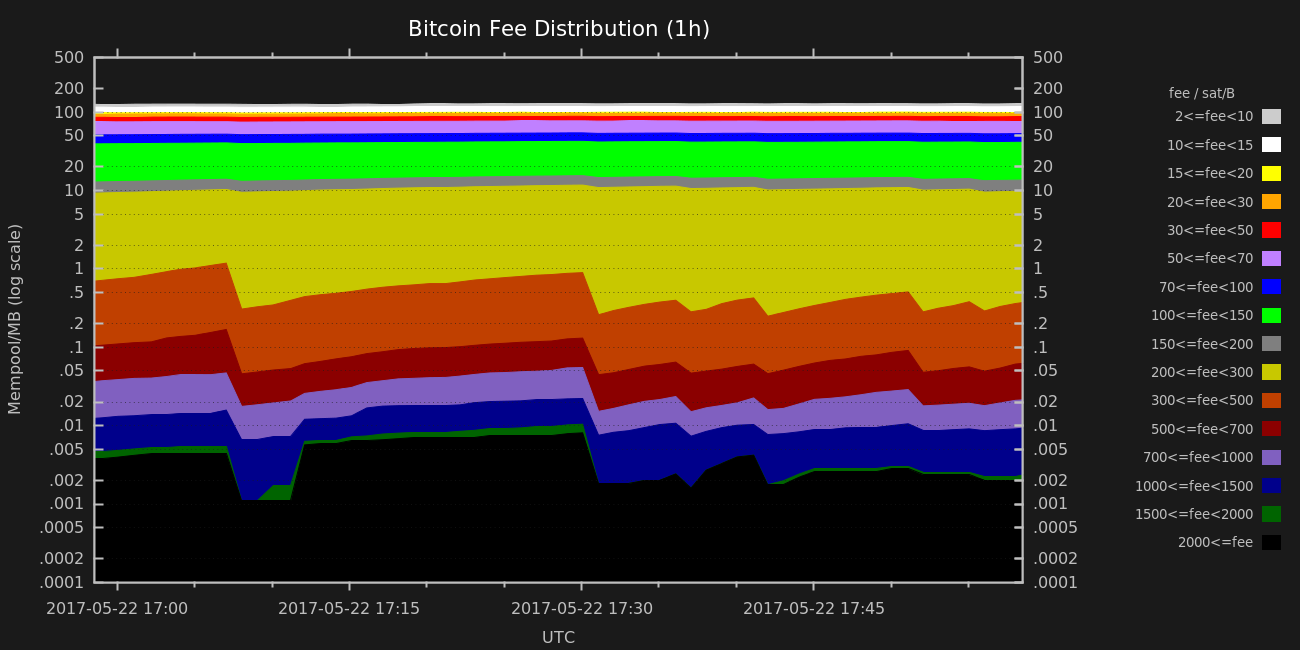 Bitcoin Fee Distribution (1h)
Mempool/MB (log scale)
500
200
100
50
20
10
5
2
1
.5
.2
.1
.05
.02
.01
.005
.002
.001
.0005
.0002
.0001
500
200
100
50
20
10
5
2
1
.5
.2
.1
.05
.02
.01
.005
.002
.001
.0005
.0002
.0001
2017-05-22 17:00 2017-05-22 17:15 2017-05-22 17:30 2017-05-22 17:45
UTC
fee / sat/B
2<=fee<10
10<=fee<15
15<=fee<20
20<=fee<30
30<=fee<50
50<=fee<70
70<=fee<100
100<=fee<150
150<=fee<200
200<=fee<300
300<=fee<500
500<=fee<700
700<=fee<1000
1000<=fee<1500
1500<=fee<2000
2000<=fee